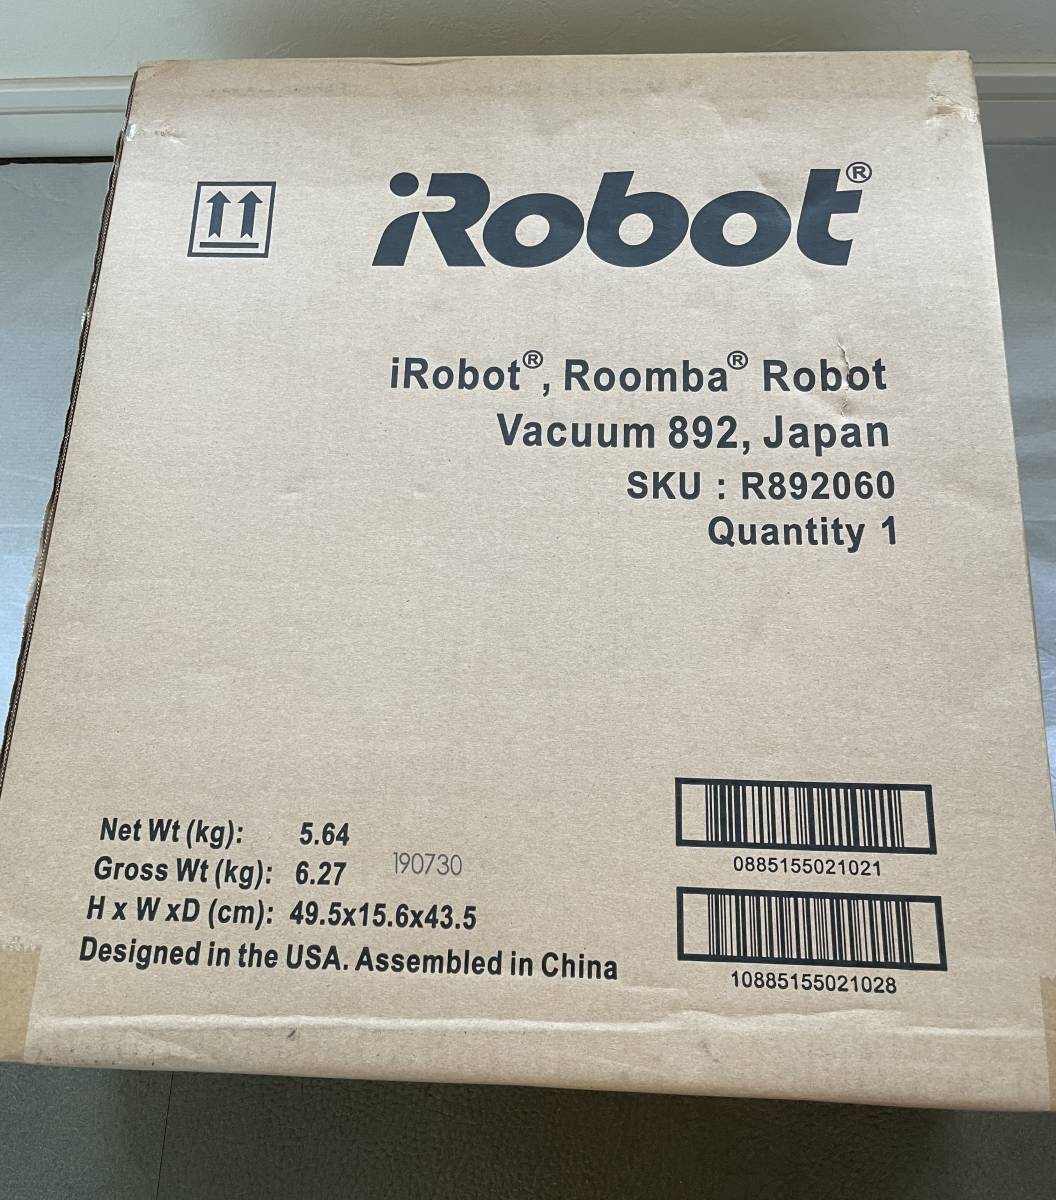 iRobot®
iRobot®, Roomba® Robot
Vacuum 892, Japan
SKU : R892060
Quantity 1
Net Wt (kg): 5.64
Gross Wt (kg): 6.27 190730
H x W xD (cm): 49.5x15.6x43.5
Designed in the USA. Assembled in China
0885155021021
10885155021028